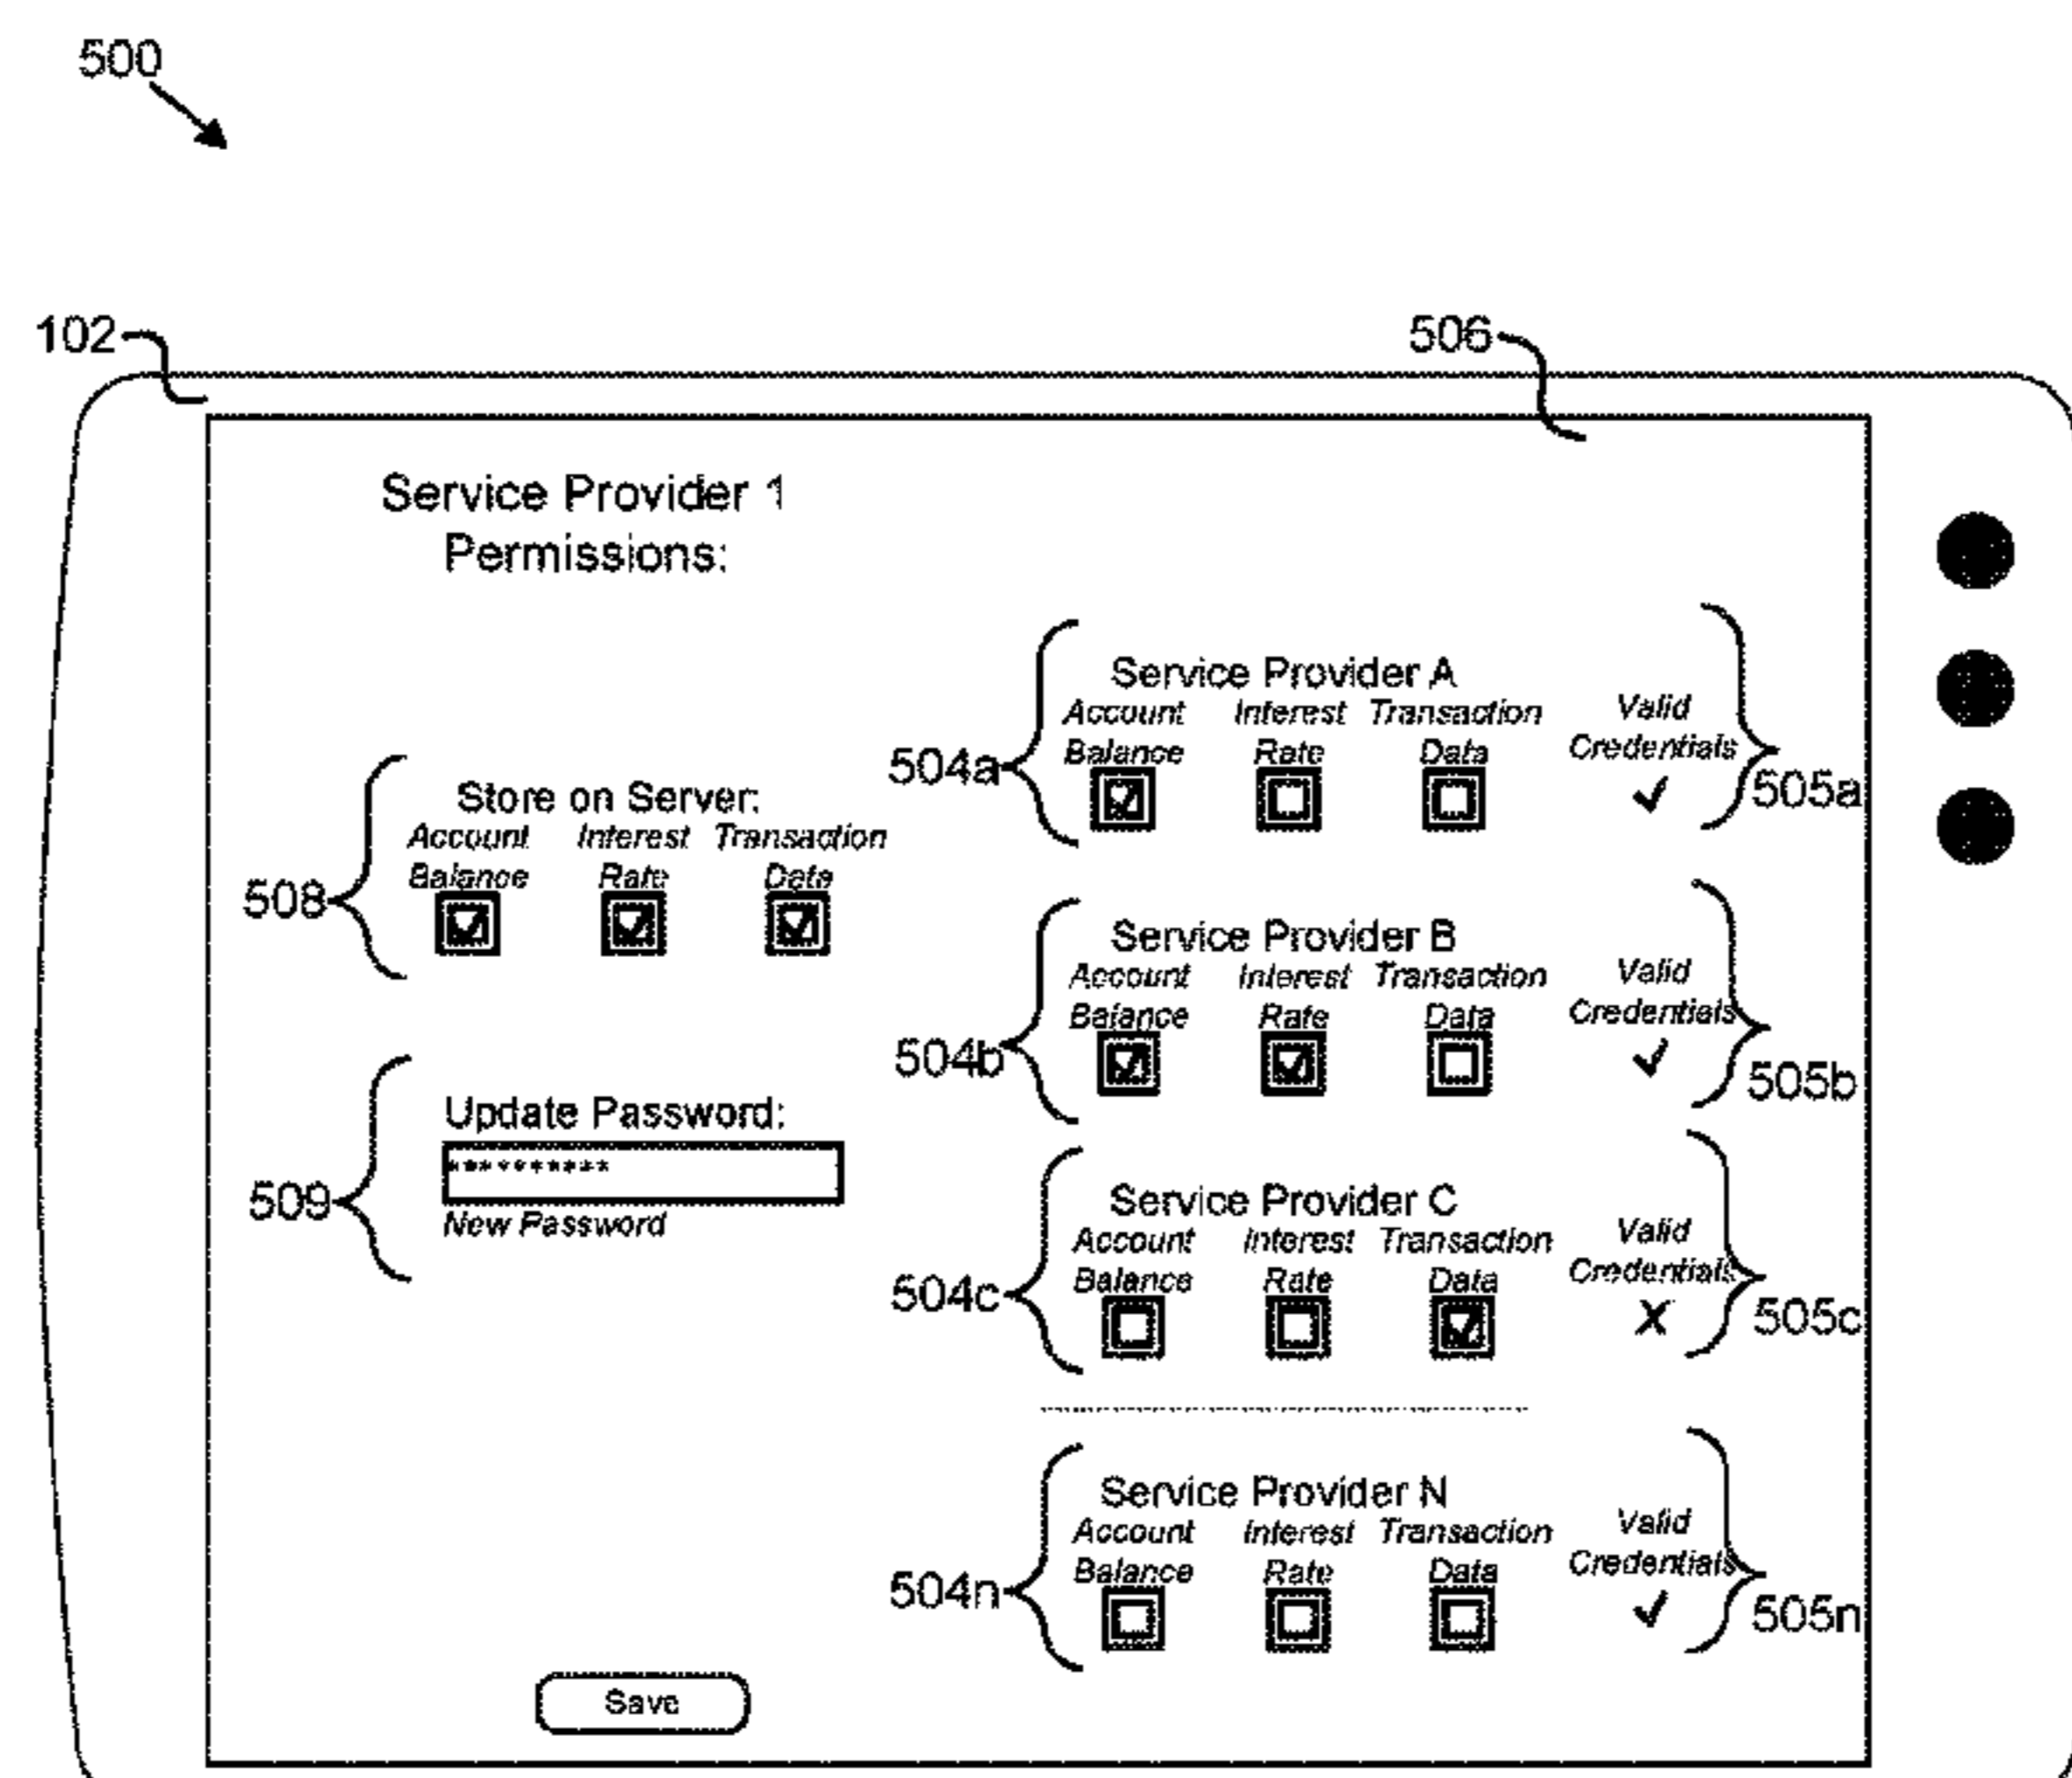 500
102
506
Service Provider 1
Permissions:
508
Store on Server:
Account Interest Transaction
Balance Rate Data
509
Update Password:
**********
New Password
Save
504a
Service Provider A
Account Interest Transaction
Balance Rate Data
Valid
Credentials
505a
504b
Service Provider B
Account Interest Transaction
Balance Rate Data
Valid
Credentials
505b
504c
Service Provider C
Account Interest Transaction
Balance Rate Data
Valid
Credentials
X
505c
504n
Service Provider N
Account Interest Transaction
Balance Rate Data
Valid
Credentials
505n